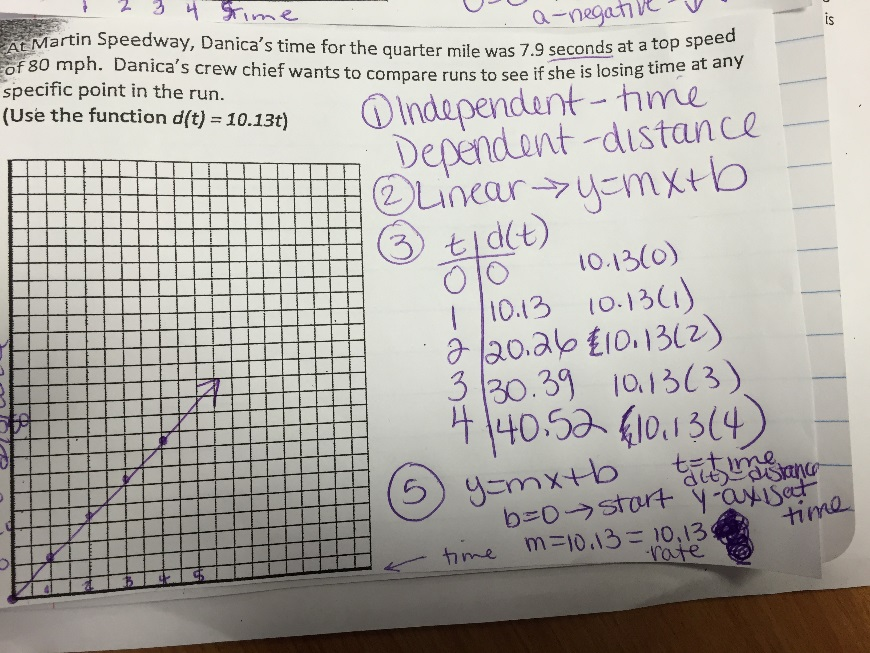 1 2 3 4 5 time
a-negative
is
At Martin Speedway, Danica's time for the quarter mile was 7.9 seconds at a top speed
of 80 mph. Danica's crew chief wants to compare runs to see if she is losing time at any
specific point in the run.
(Use the function d(t) = 10.13t)
① Independent - time
Dependent - distance
② Linear → y=mx+b
③ t d(t)
0 0 10.13(0)
1 10.13 10.13(1)
2 20.26 10.13(2)
3 30.39 10.13(3)
4 40.52 10.13(4)
⑤ y=mx+b
b=0 → start
m=10.13 = 10.13
rate
t=time
d(t)=distance
y-axis at
time
1 2 3 4 5
← time